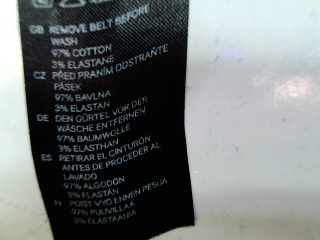 GB REMOVE BELT BEFORE
WASH
97% COTTON
3% ELASTANE
CZ PŘED PRANÍM ODSTRAŇTE
PÁSEK
97% BAVLNA
3% ELASTAN
DE DEN GÜRTEL VOR DER
WÄSCHE ENTFERNEN
97% BAUMWOLLE
3% ELASTHAN
ES RETIRAR EL CINTURÓN
ANTES DE PROCEDER AL
LAVADO
97% ALGODÓN
3% ELASTÁN
FI POIST VYÖ ENNEN PESUA
97% PUUVILLAA
3% ELASTAANIA